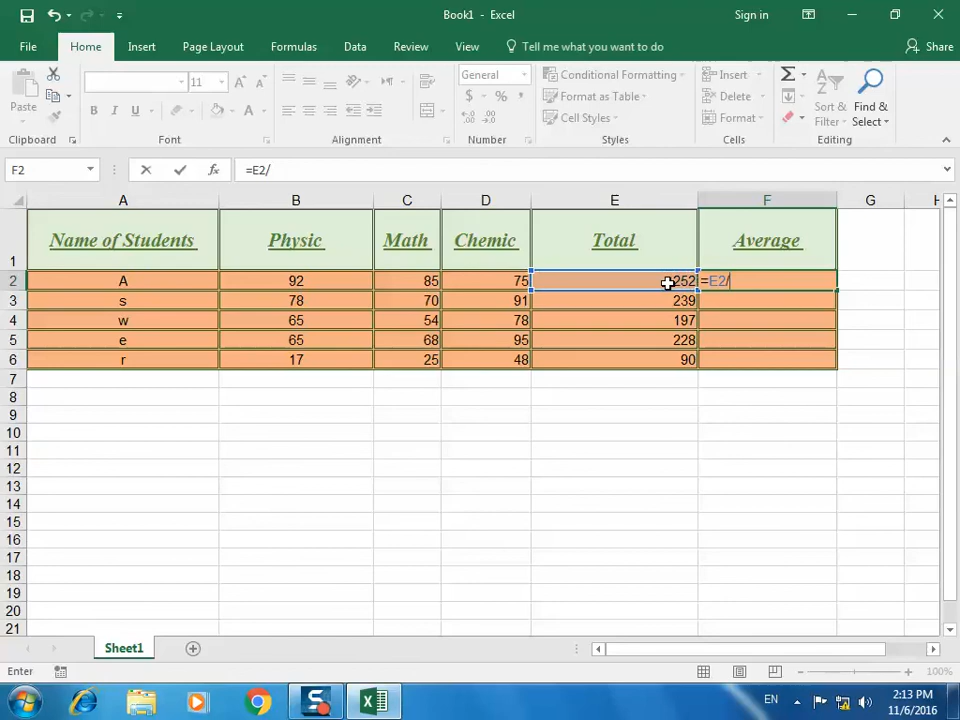 Book1 - Excel
Sign in
File Home Insert Page Layout Formulas Data Review View Tell me what you want to do Share
Paste
11
B I U A
General
$ % ,
Conditional Formatting
Format as Table
Cell Styles
Insert
Delete
Format
Sort &
Filter
Find &
Select
Clipboard Font Alignment Number Styles Cells Editing
F2 fx =E2/
A B C D E F G H
1 Name of Students Physic Math Chemic Total Average
2 A 92 85 75 252 =E2/
3 s 78 70 91 239
4 w 65 54 78 197
5 e 65 68 95 228
6 r 17 25 48 90
7
8
9
10
11
12
13
14
15
16
17
18
19
20
21
Sheet1
Enter 100%
EN 2:13 PM
11/6/2016